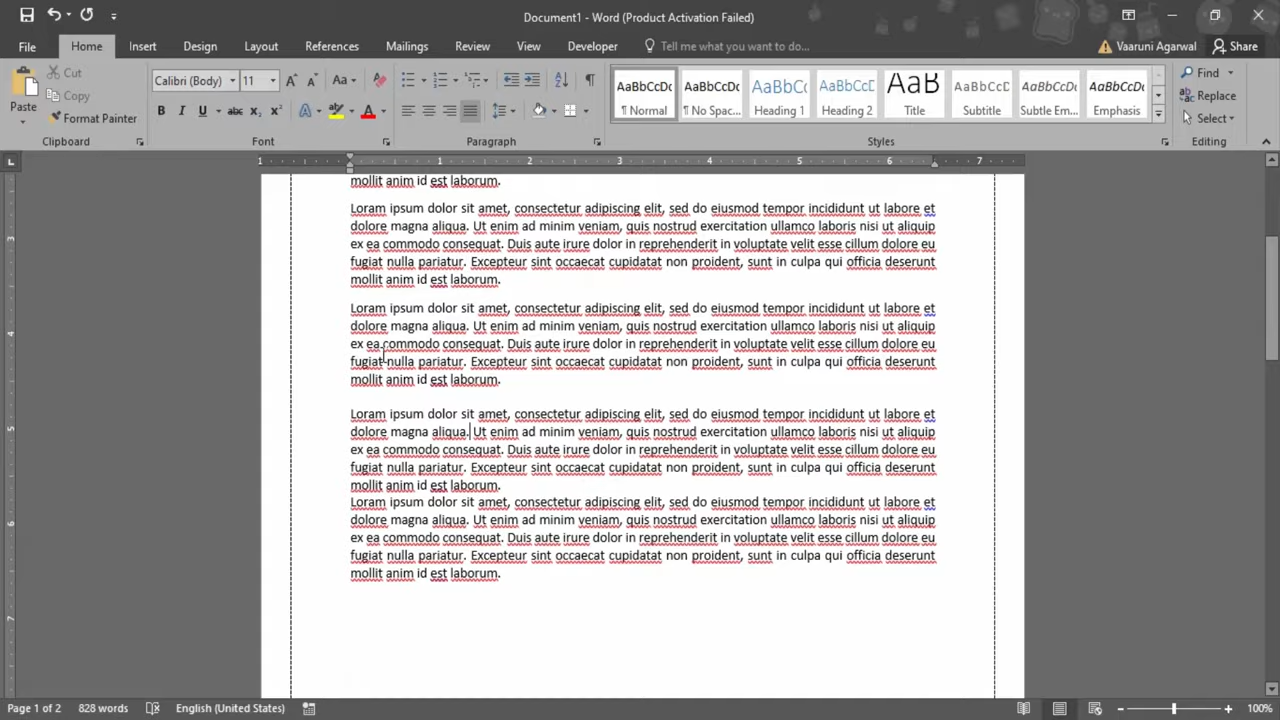 Document1 - Word (Product Activation Failed)
File Home Insert Design Layout References Mailings Review View Developer Tell me what you want to do... Vaaruni Agarwal Share
Paste Cut Copy Format Painter
Calibri (Body) 11
AaBbCcDc AaBbCcDc AaBbCc AaBbCcC AaB AaBbCcD AaBbCcDc AaBbCcDc
¶ Normal ¶ No Spac... Heading 1 Heading 2 Title Subtitle Subtle Em... Emphasis
Find Replace Select
Clipboard Font Paragraph Styles Editing
1 1 2 3 4 5 6 7
mollit anim id est laborum.
Loram ipsum dolor sit amet, consectetur adipiscing elit, sed do eiusmod tempor incididunt ut labore et
dolore magna aliqua. Ut enim ad minim veniam, quis nostrud exercitation ullamco laboris nisi ut aliquip
ex ea commodo consequat. Duis aute irure dolor in reprehenderit in voluptate velit esse cillum dolore eu
fugiat nulla pariatur. Excepteur sint occaecat cupidatat non proident, sunt in culpa qui officia deserunt
mollit anim id est laborum.
Loram ipsum dolor sit amet, consectetur adipiscing elit, sed do eiusmod tempor incididunt ut labore et
dolore magna aliqua. Ut enim ad minim veniam, quis nostrud exercitation ullamco laboris nisi ut aliquip
ex ea commodo consequat. Duis aute irure dolor in reprehenderit in voluptate velit esse cillum dolore eu
fugiat nulla pariatur. Excepteur sint occaecat cupidatat non proident, sunt in culpa qui officia deserunt
mollit anim id est laborum.
Loram ipsum dolor sit amet, consectetur adipiscing elit, sed do eiusmod tempor incididunt ut labore et
dolore magna aliqua. Ut enim ad minim veniam, quis nostrud exercitation ullamco laboris nisi ut aliquip
ex ea commodo consequat. Duis aute irure dolor in reprehenderit in voluptate velit esse cillum dolore eu
fugiat nulla pariatur. Excepteur sint occaecat cupidatat non proident, sunt in culpa qui officia deserunt
mollit anim id est laborum.
Loram ipsum dolor sit amet, consectetur adipiscing elit, sed do eiusmod tempor incididunt ut labore et
dolore magna aliqua. Ut enim ad minim veniam, quis nostrud exercitation ullamco laboris nisi ut aliquip
ex ea commodo consequat. Duis aute irure dolor in reprehenderit in voluptate velit esse cillum dolore eu
fugiat nulla pariatur. Excepteur sint occaecat cupidatat non proident, sunt in culpa qui officia deserunt
mollit anim id est laborum.
Page 1 of 2 828 words English (United States) 100%